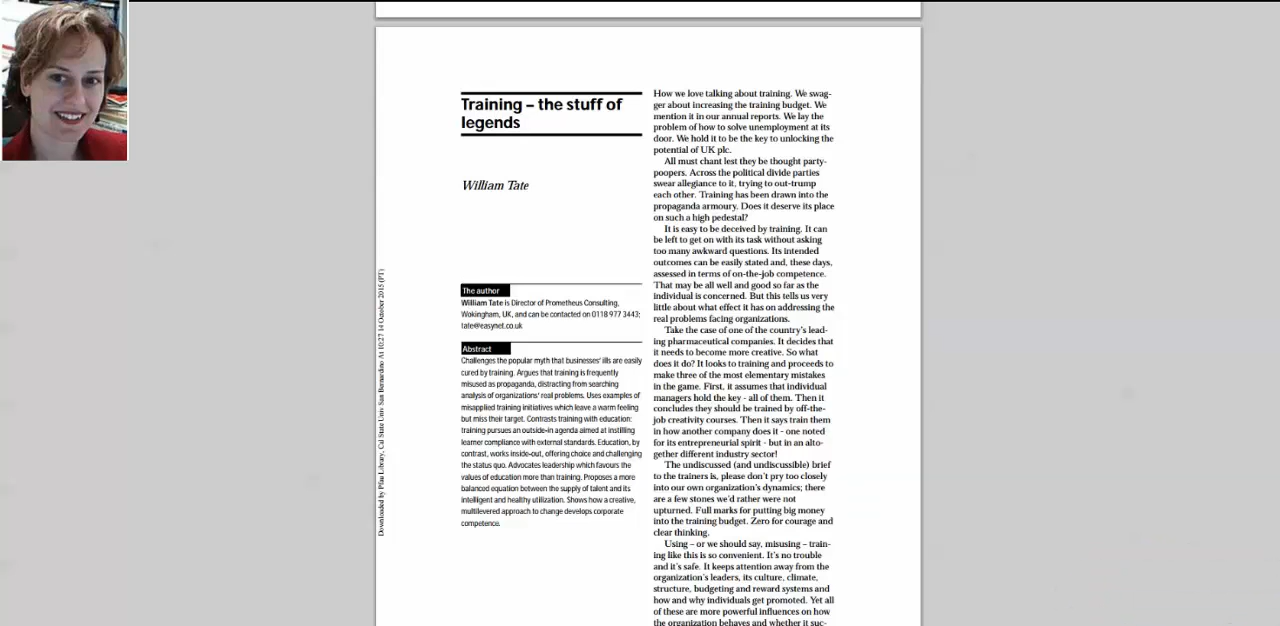 Training – the stuff of
legends
William Tate
The author
William Tate is Director of Prometheus Consulting,
Wokingham, UK, and can be contacted on 0118 977 3443;
tate@easynet.co.uk
Abstract
Challenges the popular myth that businesses' ills are easily
cured by training. Argues that training is frequently
misused as propaganda, distracting from searching
analysis of organizations' real problems. Uses examples of
misapplied training initiatives which leave a warm feeling
but miss their target. Contrasts training with education:
training pursues an outside-in agenda aimed at instilling
learner compliance with external standards. Education, by
contrast, works inside-out, offering choice and challenging
the status quo. Advocates leadership which favours the
values of education more than training. Proposes a more
balanced equation between the supply of talent and its
intelligent and healthy utilization. Shows how a creative,
multilevered approach to change develops corporate
competence.
How we love talking about training. We swag-
ger about increasing the training budget. We
mention it in our annual reports. We lay the
problem of how to solve unemployment at its
door. We hold it to be the key to unlocking the
potential of UK plc.
All must chant lest they be thought party-
poopers. Across the political divide parties
swear allegiance to it, trying to out-trump
each other. Training has been drawn into the
propaganda armoury. Does it deserve its place
on such a high pedestal?
It is easy to be deceived by training. It can
be left to get on with its task without asking
too many awkward questions. Its intended
outcomes can be easily stated and, these days,
assessed in terms of on-the-job competence.
That may be all well and good so far as the
individual is concerned. But this tells us very
little about what effect it has on addressing the
real problems facing organizations.
Take the case of one of the country's lead-
ing pharmaceutical companies. It decides that
it needs to become more creative. So what
does it do? It looks to training and proceeds to
make three of the most elementary mistakes
in the game. First, it assumes that individual
managers hold the key - all of them. Then it
concludes they should be trained by off-the-
job creativity courses. Then it says train them
in how another company does it - one noted
for its entrepreneurial spirit - but in an alto-
gether different industry sector!
The undiscussed (and undiscussible) brief
to the trainers is, please don't pry too closely
into our own organization's dynamics; there
are a few stones we'd rather were not
upturned. Full marks for putting big money
into the training budget. Zero for courage and
clear thinking.
Using – or we should say, misusing – train-
ing like this is so convenient. It's no trouble
and it's safe. It keeps attention away from the
organization's leaders, its culture, climate,
structure, budgeting and reward systems and
how and why individuals get promoted. Yet all
of these are more powerful influences on how
the organization behaves and whether it suc-
Downloaded by Pfau Library, Cal State Univ San Bernardino At 10:27 14 October 2015 (PT)